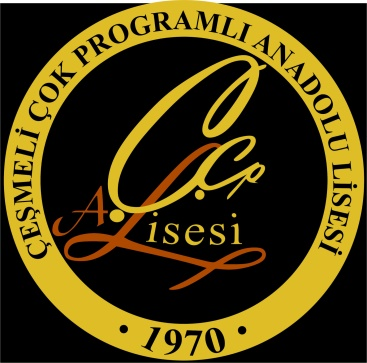 ÇEŞMELİ ÇOK PROGRAMLI ANADOLU LİSESİ
Ç.Ç.P
A. Lisesi
• 1970 •